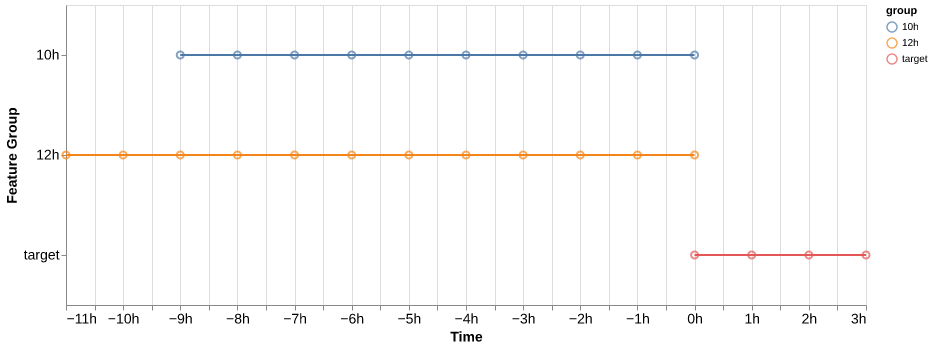 group
10h
12h
target
10h
12h
target
Feature Group
−11h −10h −9h −8h −7h −6h −5h −4h −3h −2h −1h 0h 1h 2h 3h
Time